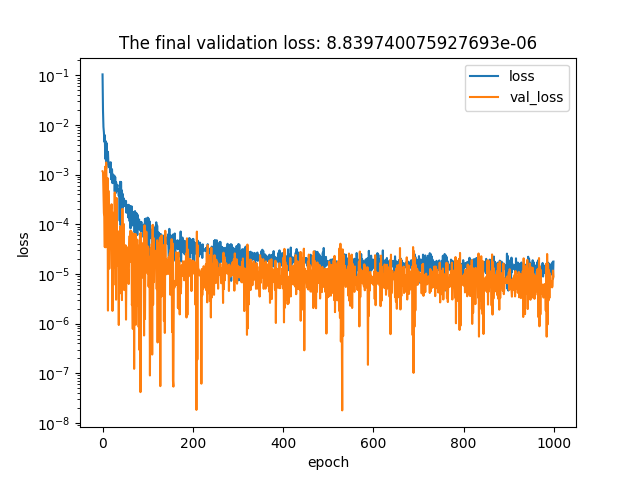 The final validation loss: 8.839740075927693e-06
loss
val_loss
10⁻¹
10⁻²
10⁻³
10⁻⁴
10⁻⁵
10⁻⁶
10⁻⁷
10⁻⁸
loss
0 200 400 600 800 1000
epoch